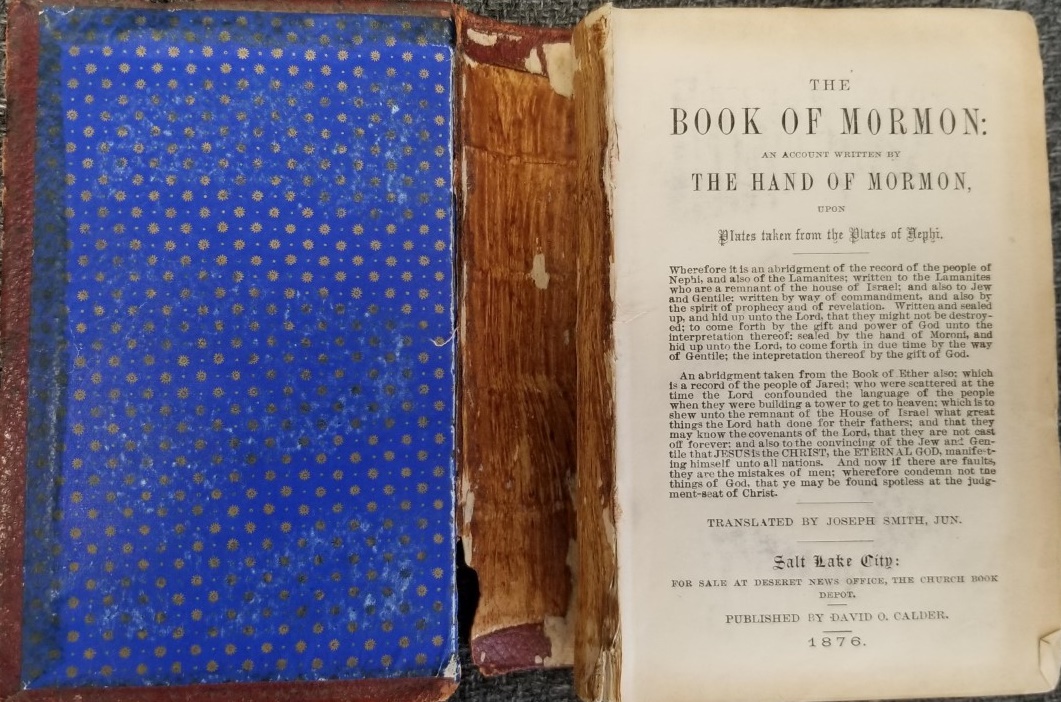 THE
BOOK OF MORMON:
AN ACCOUNT WRITTEN BY
THE HAND OF MORMON,
UPON
Plates taken from the Plates of Nephi.
Wherefore it is an abridgment of the record of the people of
Nephi, and also of the Lamanites; written to the Lamanites
who are a remnant of the house of Israel; and also to Jew
and Gentile; written by way of commandment, and also by
the spirit of prophecy and of revelation. Written and sealed
up, and hid up unto the Lord, that they might not be destroy-
ed; to come forth by the gift and power of God unto the
interpretation thereof; sealed by the hand of Moroni, and
hid up unto the Lord, to come forth in due time by the way
of Gentile; the intepretation thereof by the gift of God.
An abridgment taken from the Book of Ether also; which
is a record of the people of Jared; who were scattered at the
time the Lord confounded the language of the people
when they were building a tower to get to heaven; which is to
shew unto the remnant of the House of Israel what great
things the Lord hath done for their fathers; and that they
may know the covenants of the Lord, that they are not cast
off forever; and also to the convincing of the Jew and Gen-
tile that JESUS is the CHRIST, the ETERNAL GOD, manifest-
ing himself unto all nations. And now if there are faults,
they are the mistakes of men; wherefore condemn not the
things of God, that ye may be found spotless at the judg-
ment-seat of Christ.
TRANSLATED BY JOSEPH SMITH, JUN.
Salt Lake City:
FOR SALE AT DESERET NEWS OFFICE, THE CHURCH BOOK
DEPOT.
PUBLISHED BY DAVID O. CALDER.
1876.